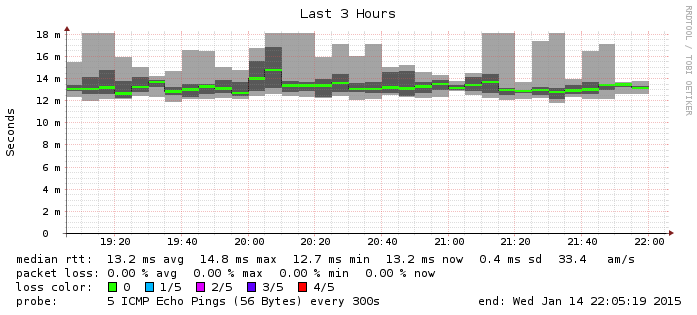 Last 3 Hours
RRDTOOL / TOBI OETIKER
Seconds
18 m
16 m
14 m
12 m
10 m
8 m
6 m
4 m
2 m
0
19:20 19:40 20:00 20:20 20:40 21:00 21:20 21:40 22:00
median rtt: 13.2 ms avg 14.8 ms max 12.7 ms min 13.2 ms now 0.4 ms sd 33.4 am/s
packet loss: 0.00 % avg 0.00 % max 0.00 % min 0.00 % now
loss color: 0 1/5 2/5 3/5 4/5
probe: 5 ICMP Echo Pings (56 Bytes) every 300s end: Wed Jan 14 22:05:19 2015